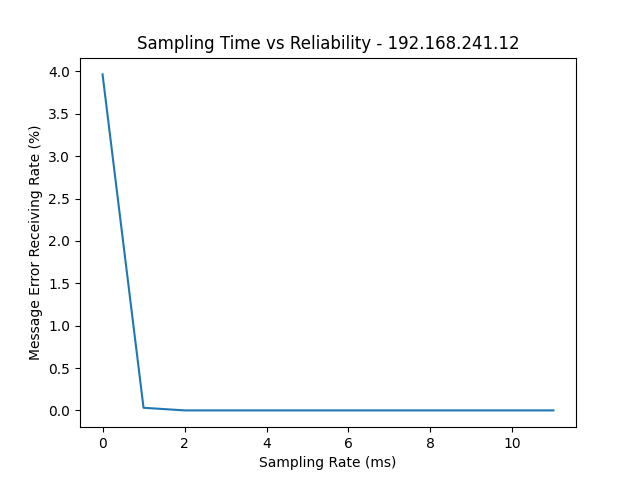 Sampling Time vs Reliability - 192.168.241.12
Message Error Receiving Rate (%)
4.0
3.5
3.0
2.5
2.0
1.5
1.0
0.5
0.0
0 2 4 6 8 10
Sampling Rate (ms)